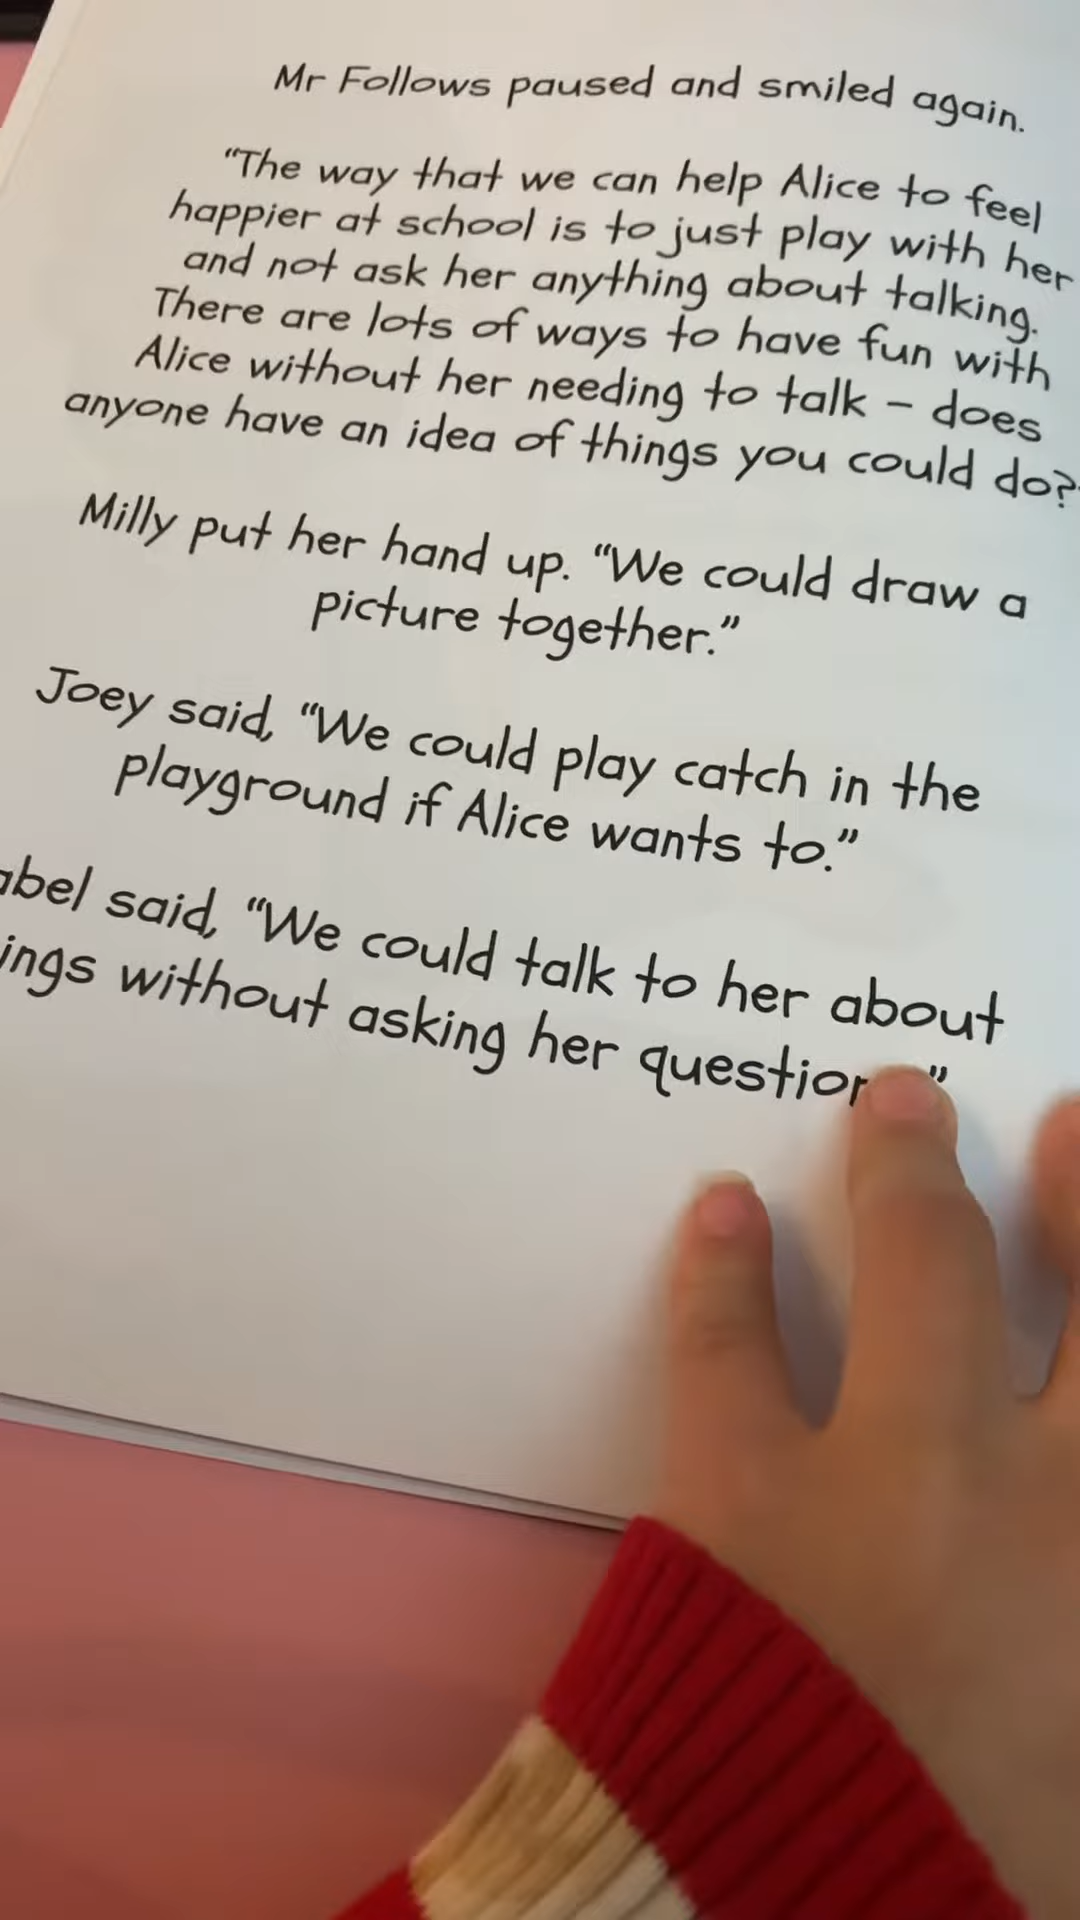 Mr Follows paused and smiled again.
"The way that we can help Alice to feel
happier at school is to just play with her
and not ask her anything about talking.
There are lots of ways to have fun with
Alice without her needing to talk – does
anyone have an idea of things you could do?
Milly put her hand up. "We could draw a
picture together."
Joey said, "We could play catch in the
playground if Alice wants to."
said, "We could talk to her about
without asking her